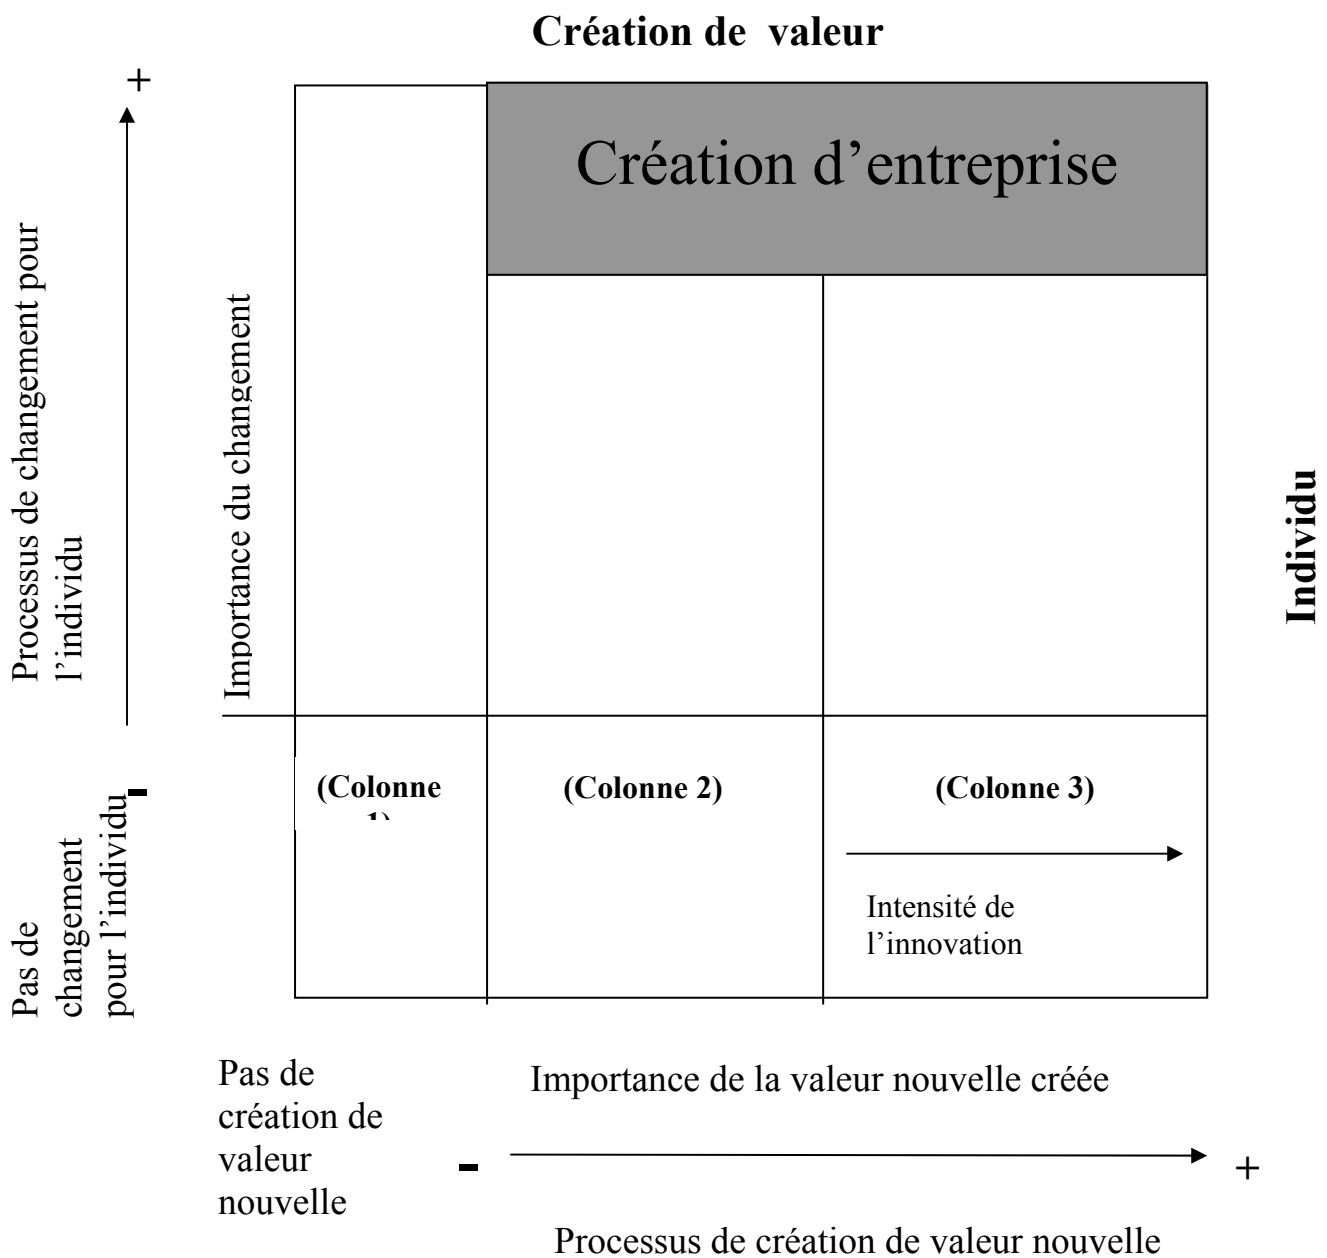 Création de valeur
+
Création d’entreprise
Processus de changement pour
l’individu
Importance du changement
Individu
(Colonne
1)
(Colonne 2)
(Colonne 3)
-
Pas de
changement
pour l’individu
Intensité de
l’innovation
Pas de
création de
valeur
nouvelle
Importance de la valeur nouvelle créée
-
+
Processus de création de valeur nouvelle